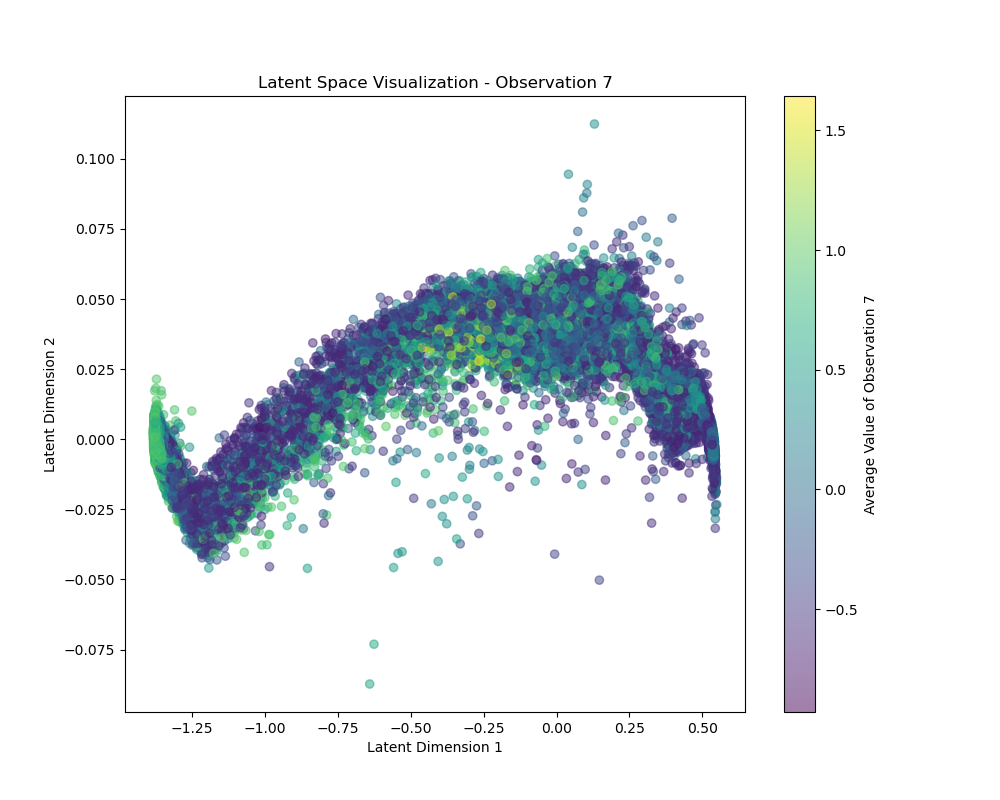 Latent Space Visualization - Observation 7
Latent Dimension 2
0.100
0.075
0.050
0.025
0.000
−0.025
−0.050
−0.075
−1.25 −1.00 −0.75 −0.50 −0.25 0.00 0.25 0.50
Latent Dimension 1
1.5
1.0
0.5
0.0
−0.5
Average Value of Observation 7